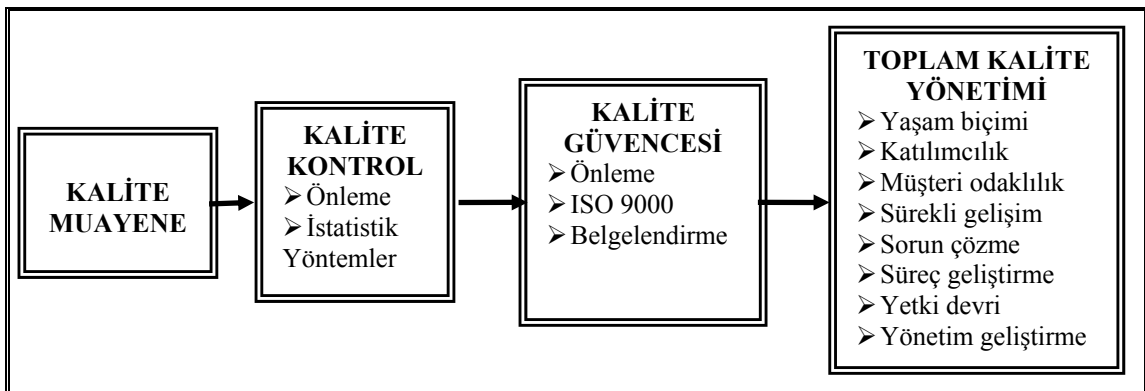 KALİTE
MUAYENE
KALİTE
KONTROL
➢ Önleme
➢ İstatistik
Yöntemler
KALİTE
GÜVENCESİ
➢ Önleme
➢ ISO 9000
➢ Belgelendirme
TOPLAM KALİTE
YÖNETİMİ
➢ Yaşam biçimi
➢ Katılımcılık
➢ Müşteri odaklılık
➢ Sürekli gelişim
➢ Sorun çözme
➢ Süreç geliştirme
➢ Yetki devri
➢ Yönetim geliştirme